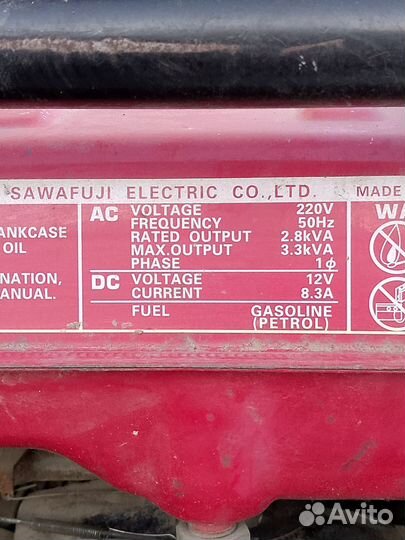 SAWAFUJI ELECTRIC CO.,LTD. MADE
AC VOLTAGE 220V
FREQUENCY 50Hz
RATED OUTPUT 2.8kVA
MAX.OUTPUT 3.3kVA
PHASE 1ϕ
DC VOLTAGE 12V
CURRENT 8.3A
FUEL GASOLINE
(PETROL)
ANKCASE
OIL
NATION,
ANUAL.
WA
Avito